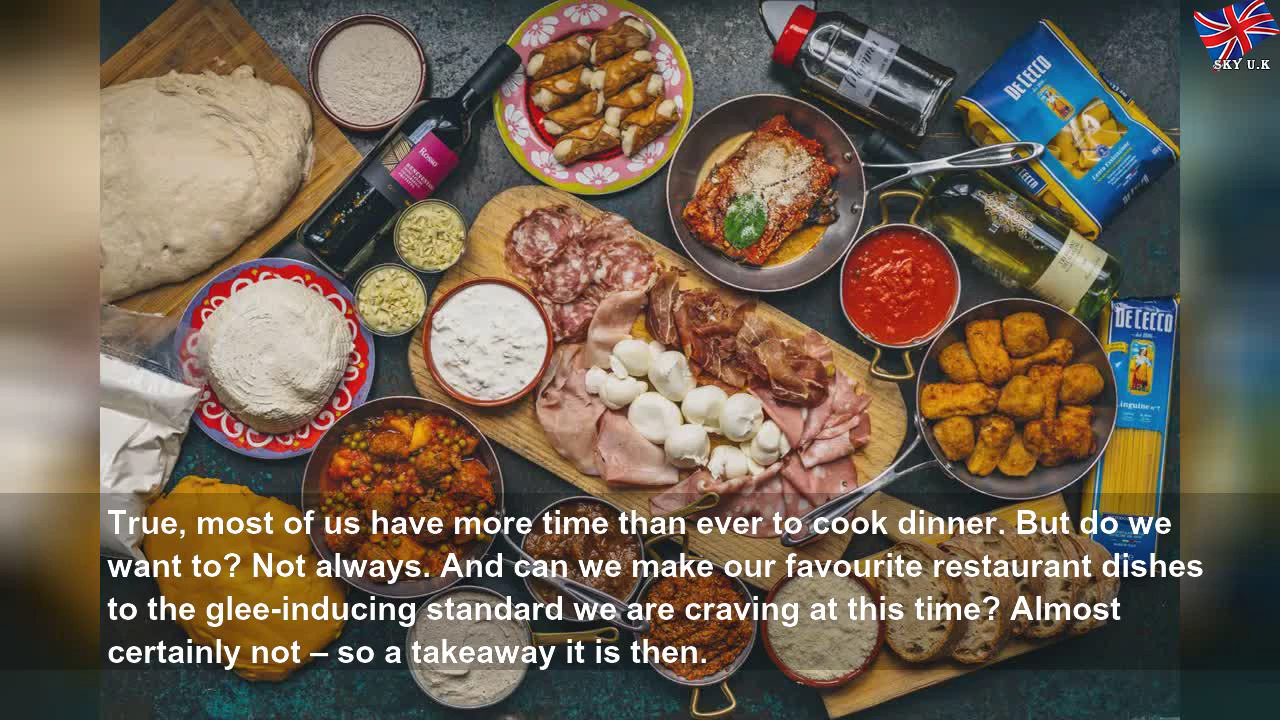 SKY U.K
DE CECCO
Rosso
DE CECCO
Linguine n°7
True, most of us have more time than ever to cook dinner. But do we
want to? Not always. And can we make our favourite restaurant dishes
to the glee-inducing standard we are craving at this time? Almost
certainly not – so a takeaway it is then.